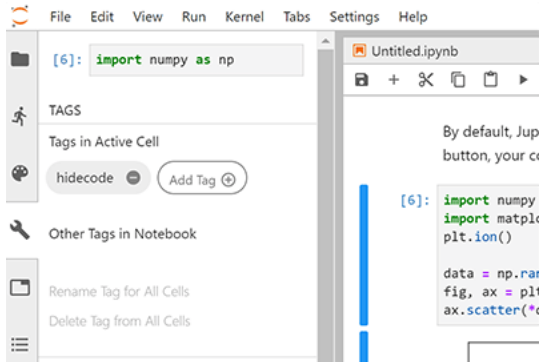 File Edit View Run Kernel Tabs Settings Help
[6]: import numpy as np
TAGS
Tags in Active Cell
hidecode
Add Tag
Other Tags in Notebook
Rename Tag for All Cells
Delete Tag from All Cells
Untitled.ipynb
By default, Jup
button, your c
[6]: import numpy
import matplo
plt.ion()
data = np.ran
fig, ax = plt
ax.scatter(*